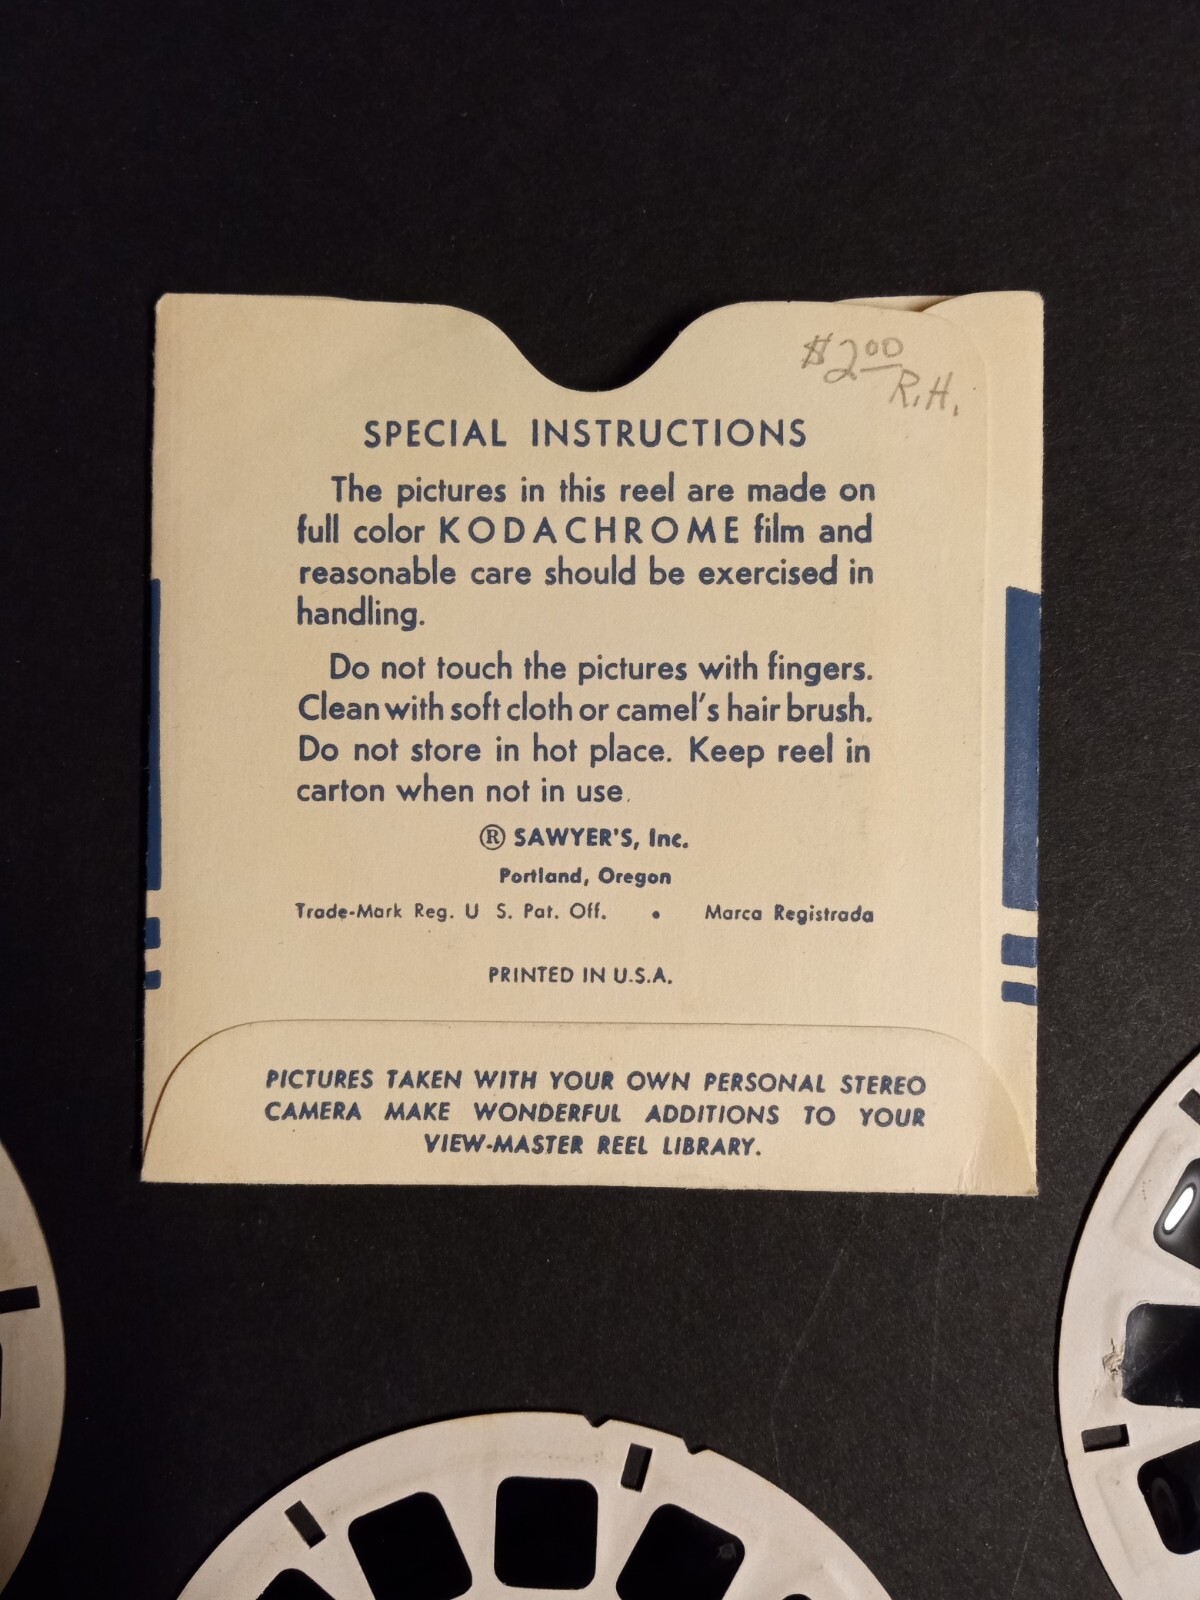 $2.00
R.H.
SPECIAL INSTRUCTIONS
The pictures in this reel are made on
full color KODACHROME film and
reasonable care should be exercised in
handling.
Do not touch the pictures with fingers.
Clean with soft cloth or camel's hair brush.
Do not store in hot place. Keep reel in
carton when not in use.
® SAWYER'S, Inc.
Portland, Oregon
Trade-Mark Reg. U S. Pat. Off. • Marca Registrada
PRINTED IN U.S.A.
PICTURES TAKEN WITH YOUR OWN PERSONAL STEREO
CAMERA MAKE WONDERFUL ADDITIONS TO YOUR
VIEW-MASTER REEL LIBRARY.